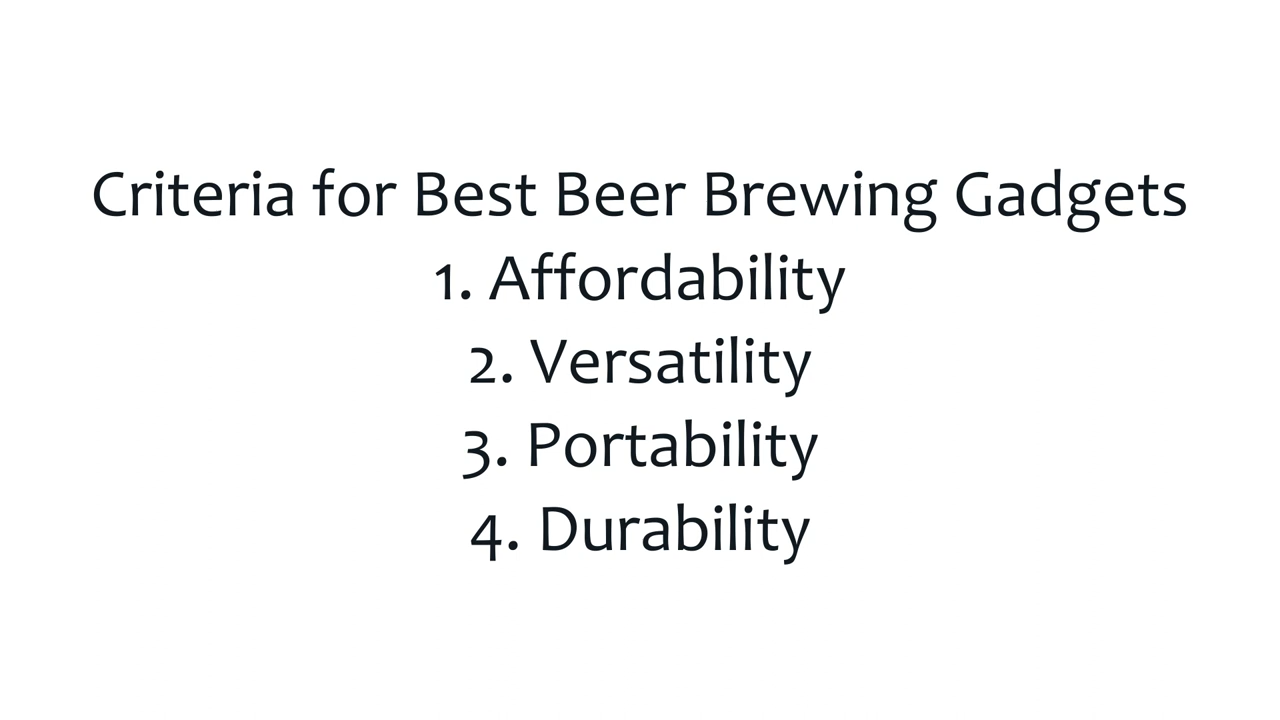 Criteria for Best Beer Brewing Gadgets
1. Affordability
2. Versatility
3. Portability
4. Durability